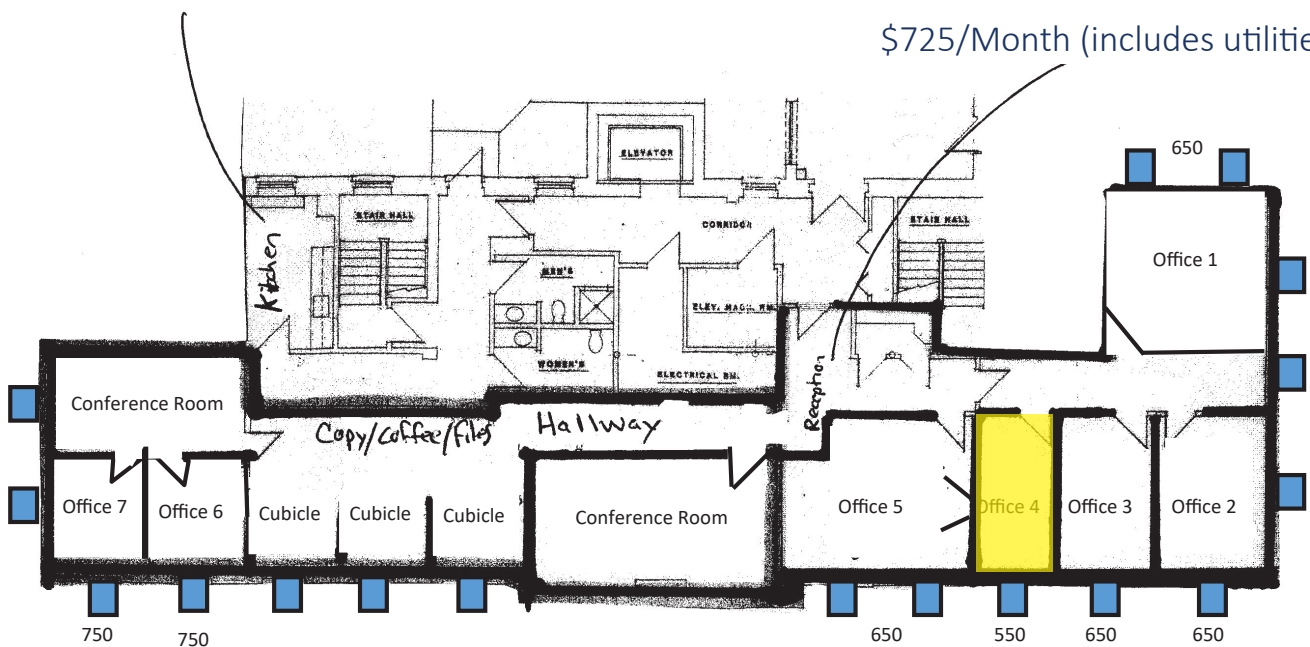 $725/Month (includes utilitie
650
ELEVATOR
STAIR HALL
CORRIDOR
STAIR HALL
Office 1
Kitchen
MEN'S
ELEV. MACH. RM.
WOMEN'S
ELECTRICAL RM.
Reception
Conference Room
Copy/Coffee/Files
Hallway
Office 7
Office 6
Cubicle
Cubicle
Cubicle
Conference Room
Office 5
Office 4
Office 3
Office 2
750
750
650
550
650
650